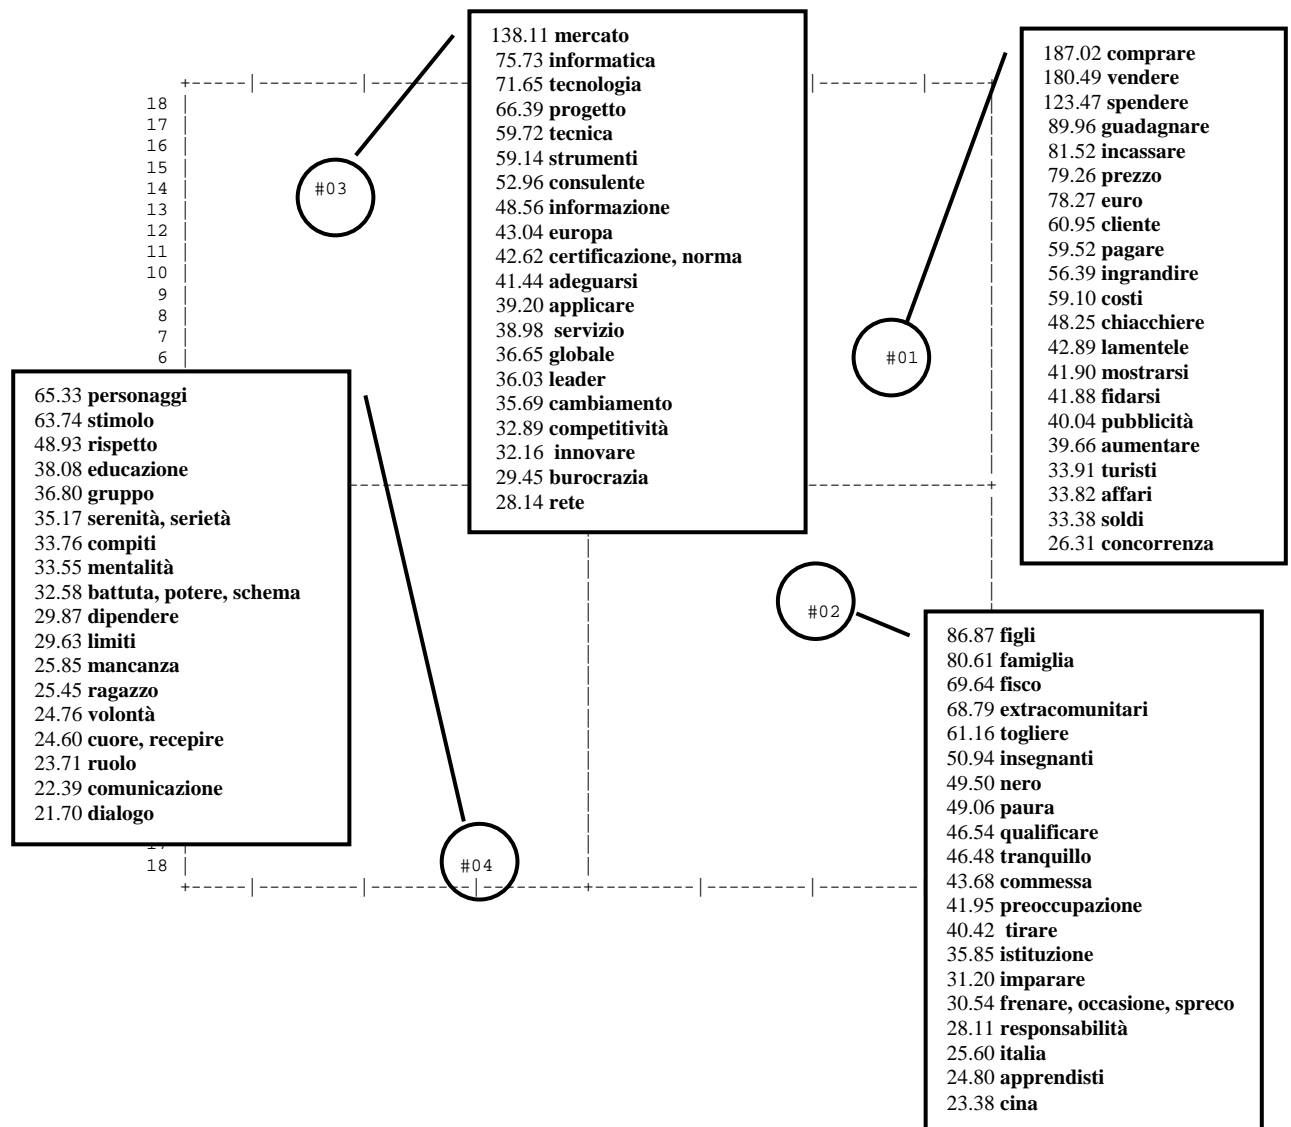 138.11 mercato
75.73 informatica
71.65 tecnologia
66.39 progetto
59.72 tecnica
59.14 strumenti
52.96 consulente
48.56 informazione
43.04 europa
42.62 certificazione, norma
41.44 adeguarsi
39.20 applicare
38.98 servizio
36.65 globale
36.03 leader
35.69 cambiamento
32.89 competitività
32.16 innovare
29.45 burocrazia
28.14 rete
187.02 comprare
180.49 vendere
123.47 spendere
89.96 guadagnare
81.52 incassare
79.26 prezzo
78.27 euro
60.95 cliente
59.52 pagare
56.39 ingrandire
59.10 costi
48.25 chiacchiere
42.89 lamentele
41.90 mostrarsi
41.88 fidarsi
40.04 pubblicità
39.66 aumentare
33.91 turisti
33.82 affari
33.38 soldi
26.31 concorrenza
18
17
16
15
14
13
12
11
10
9
8
7
6
#03
#01
65.33 personaggi
63.74 stimolo
48.93 rispetto
38.08 educazione
36.80 gruppo
35.17 serenità, serietà
33.76 compiti
33.55 mentalità
32.58 battuta, potere, schema
29.87 dipendere
29.63 limiti
25.85 mancanza
25.45 ragazzo
24.76 volontà
24.60 cuore, recepire
23.71 ruolo
22.39 comunicazione
21.70 dialogo
#02
86.87 figli
80.61 famiglia
69.64 fisco
68.79 extracomunitari
61.16 togliere
50.94 insegnanti
49.50 nero
49.06 paura
46.54 qualificare
46.48 tranquillo
43.68 commessa
41.95 preoccupazione
40.42 tirare
35.85 istituzione
31.20 imparare
30.54 frenare, occasione, spreco
28.11 responsabilità
25.60 italia
24.80 apprendisti
23.38 cina
18
#04